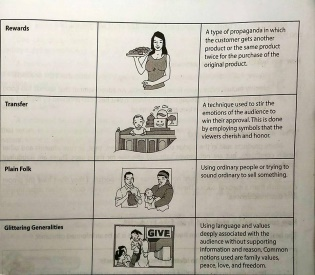 Rewards
A type of propaganda in which
the customer gets another
product or the same product
twice for the purchase of the
original product.
Transfer
A technique used to stir the
emotions of the audience to
win their approval. This is done
by employing symbols that the
viewers cherish and honor.
Plain Folk
Using ordinary people or trying to
sound ordinary to sell something.
Glittering Generalities
GIVE
Using language and values
deeply associated with the
audience without supporting
information and reason. Common
notions used are family values,
peace, love, and freedom.